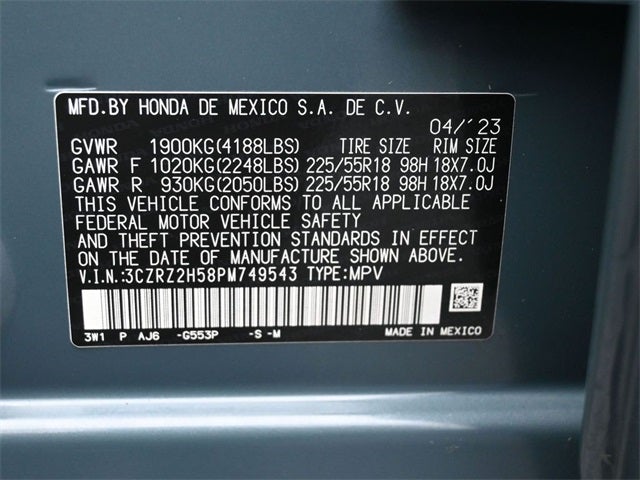 MFD.BY HONDA DE MEXICO S.A. DE C.V.
04/'23
GVWR 1900KG(4188LBS) TIRE SIZE RIM SIZE
GAWR F 1020KG(2248LBS) 225/55R18 98H 18X7.0J
GAWR R 930KG(2050LBS) 225/55R18 98H 18X7.0J
THIS VEHICLE CONFORMS TO ALL APPLICABLE
FEDERAL MOTOR VEHICLE SAFETY
AND THEFT PREVENTION STANDARDS IN EFFECT
ON THE DATE OF MANUFACTURE SHOWN ABOVE.
V.I.N.:3CZRZ2H58PM749543 TYPE:MPV
3W1 P AJ6 -G553P -S -M MADE IN MEXICO